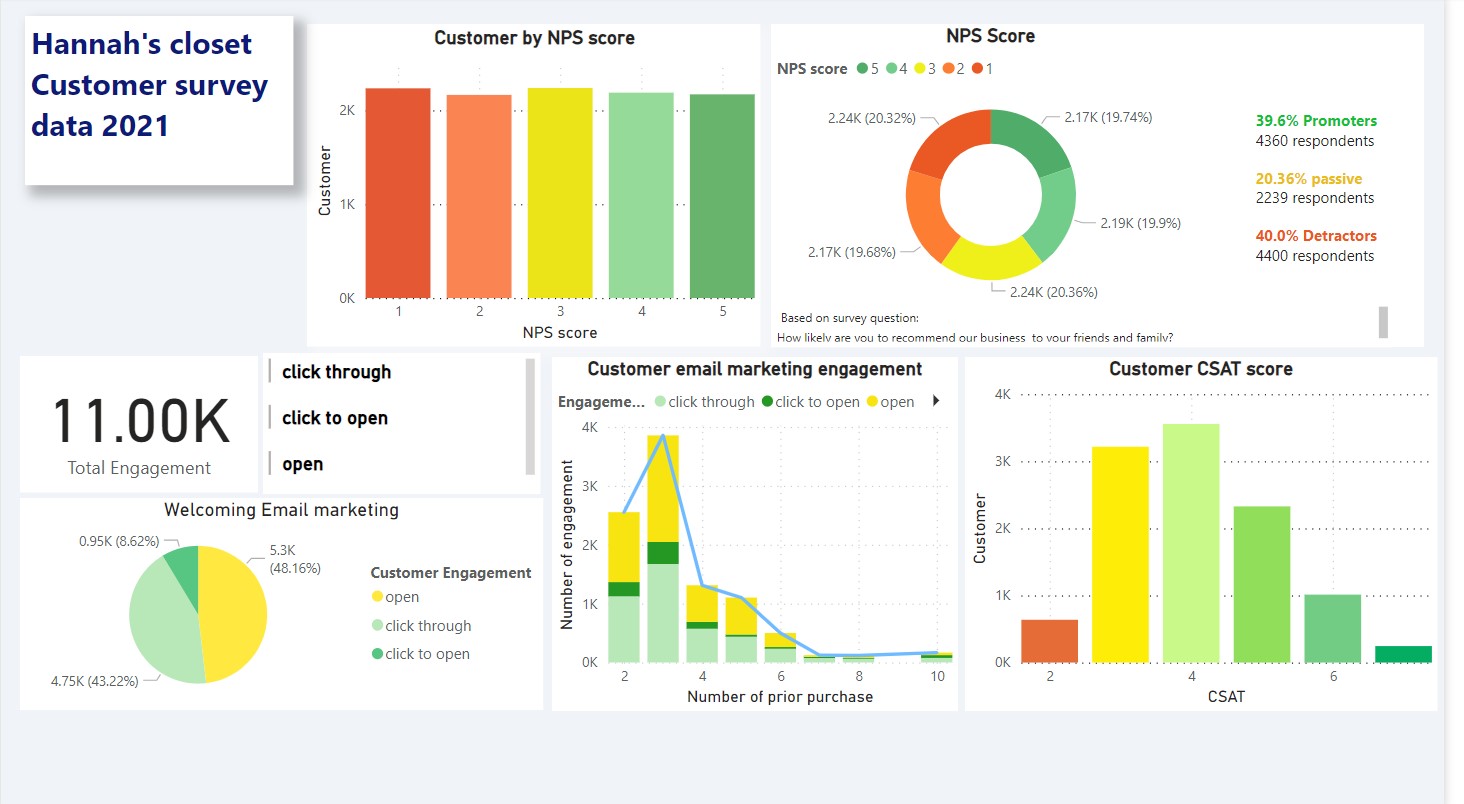 Hannah's closet
Customer survey
data 2021
Customer by NPS score
Customer
2K
1K
0K
1 2 3 4 5
NPS score
NPS Score
NPS score 5 4 3 2 1
2.24K (20.32%)
2.17K (19.74%)
2.19K (19.9%)
2.17K (19.68%)
2.24K (20.36%)
39.6% Promoters
4360 respondents
20.36% passive
2239 respondents
40.0% Detractors
4400 respondents
Based on survey question:
How likely are you to recommend our business to your friends and family?
11.00K
Total Engagement
click through
click to open
open
Welcoming Email marketing
0.95K (8.62%)
5.3K
(48.16%)
4.75K (43.22%)
Customer Engagement
open
click through
click to open
Customer email marketing engagement
Engageme... click through click to open open
Number of engagement
4K
3K
2K
1K
0K
2 4 6 8 10
Number of prior purchase
Customer CSAT score
Customer
4K
3K
2K
1K
0K
2 4 6
CSAT